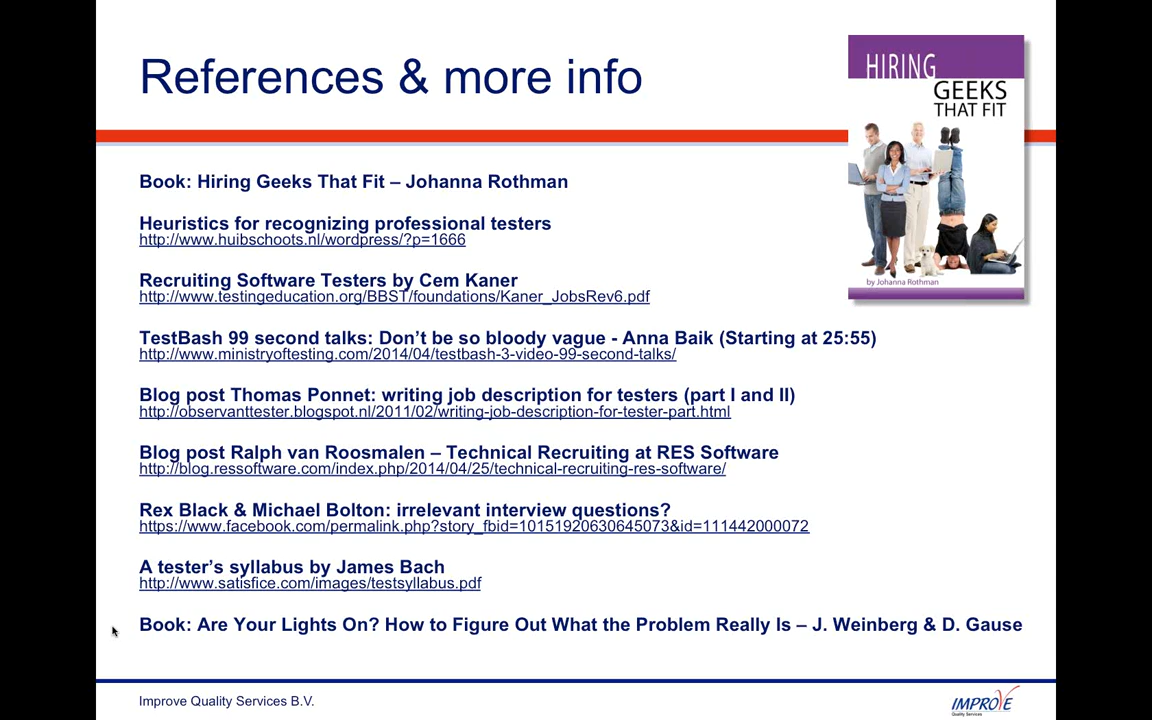 References & more info
HIRING
GEEKS
THAT FIT
by Johanna Rothman
Book: Hiring Geeks That Fit – Johanna Rothman
Heuristics for recognizing professional testers
http://www.huibschoots.nl/wordpress/?p=1666
Recruiting Software Testers by Cem Kaner
http://www.testingeducation.org/BBST/foundations/Kaner_JobsRev6.pdf
TestBash 99 second talks: Don’t be so bloody vague - Anna Baik (Starting at 25:55)
http://www.ministryoftesting.com/2014/04/testbash-3-video-99-second-talks/
Blog post Thomas Ponnet: writing job description for testers (part I and II)
http://observanttester.blogspot.nl/2011/02/writing-job-description-for-tester-part.html
Blog post Ralph van Roosmalen – Technical Recruiting at RES Software
http://blog.ressoftware.com/index.php/2014/04/25/technical-recruiting-res-software/
Rex Black & Michael Bolton: irrelevant interview questions?
https://www.facebook.com/permalink.php?story_fbid=10151920630645073&id=111442000072
A tester’s syllabus by James Bach
http://www.satisfice.com/images/testsyllabus.pdf
Book: Are Your Lights On? How to Figure Out What the Problem Really Is – J. Weinberg & D. Gause
Improve Quality Services B.V.
IMPROVE
Quality Services